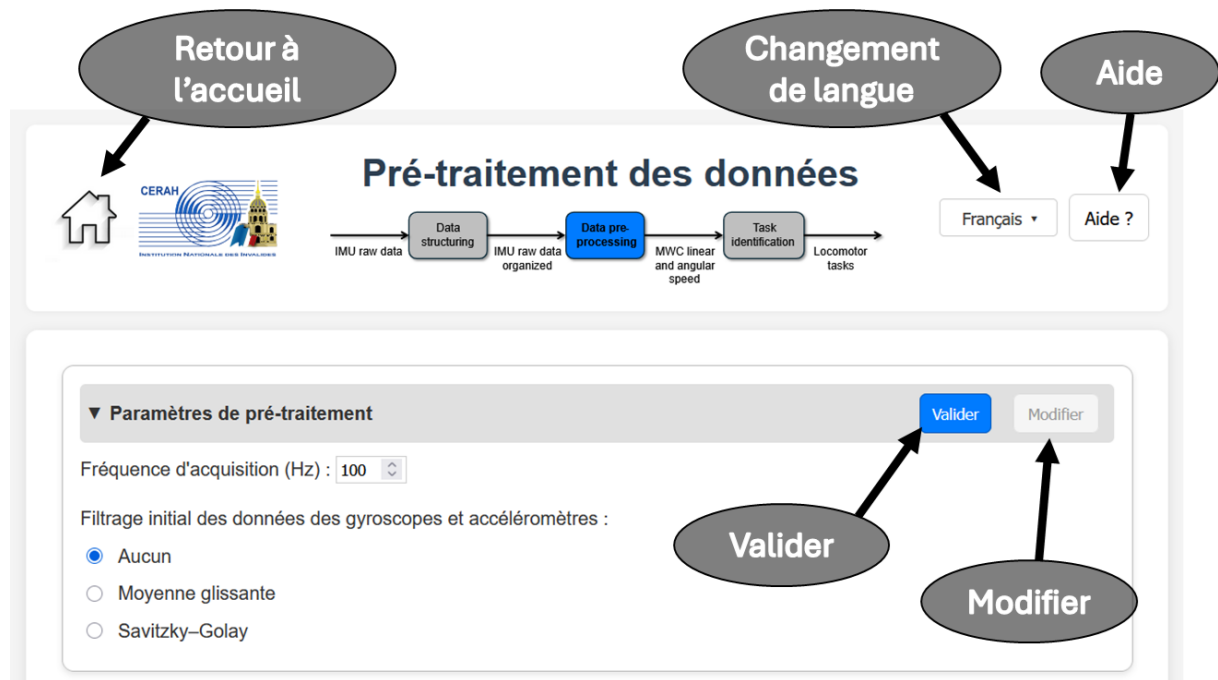 Retour à
l’accueil
Changement
de langue
Aide
Pré-traitement des données
CERAH
INSTITUTION NATIONALE DES INVALIDES
IMU raw data
Data
structuring
IMU raw data
organized
Data pre-
processing
MWC linear
and angular
speed
Task
identification
Locomotor
tasks
Français ▾
Aide ?
▼ Paramètres de pré-traitement
Valider
Modifier
Fréquence d'acquisition (Hz) : 100
Filtrage initial des données des gyroscopes et accéléromètres :
Aucun
Moyenne glissante
Savitzky–Golay
Valider
Modifier